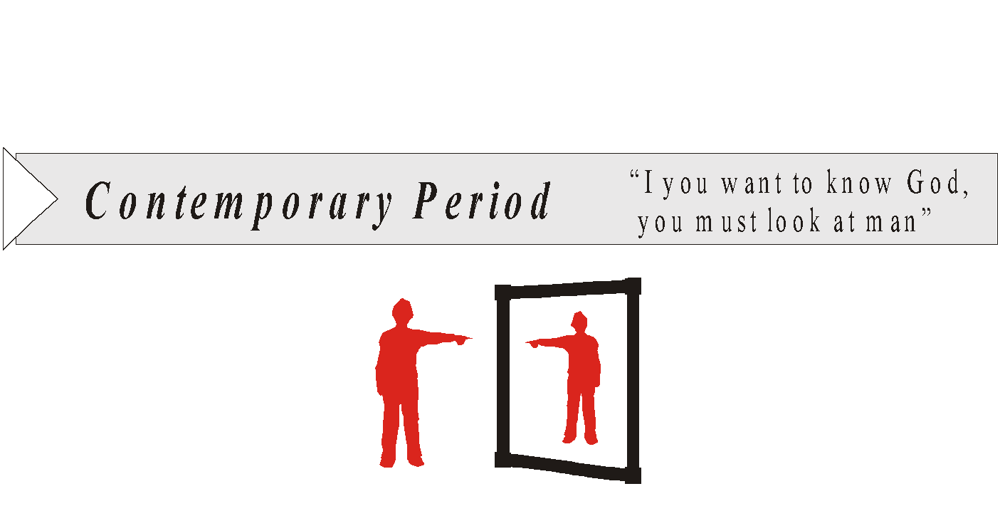 Contemporary Period
“I you want to know God,
you must look at man”